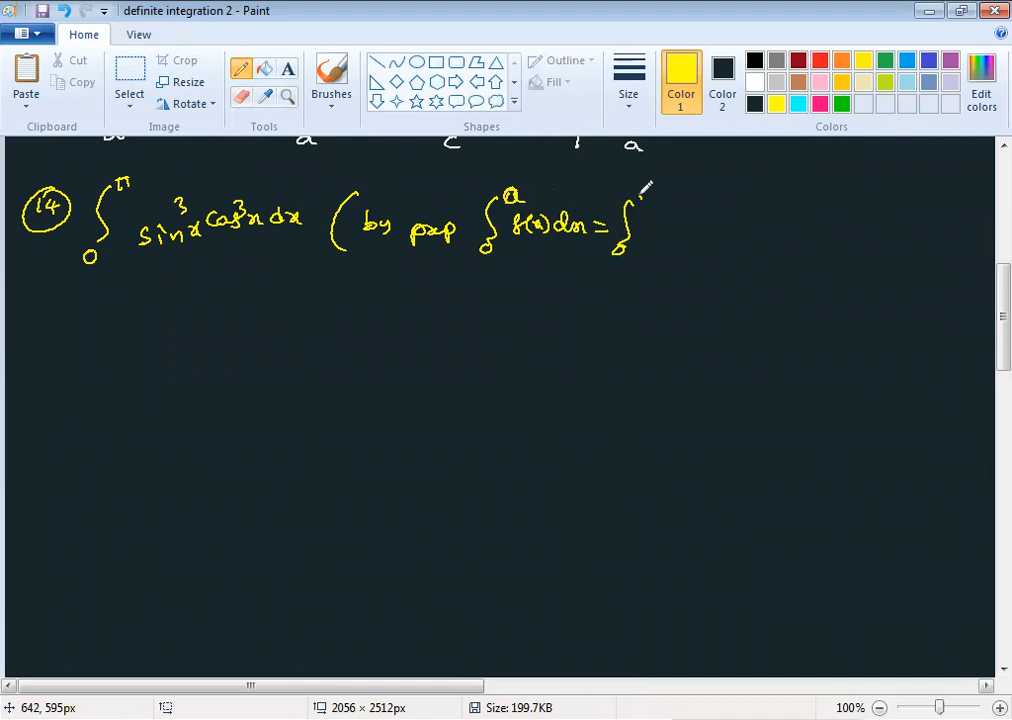 definite integration 2 - Paint
Home View
Paste Cut Copy Select Crop Resize Rotate Brushes Outline Fill Size Color 1 Color 2 Edit colors
Clipboard Image Tools Shapes Colors
a c a
14 ∫₀^π sin³x cos³x dx ( by prop ∫₀^a f(x)dx = ∫₀
642, 595px 2056 × 2512px Size: 199.7KB 100%